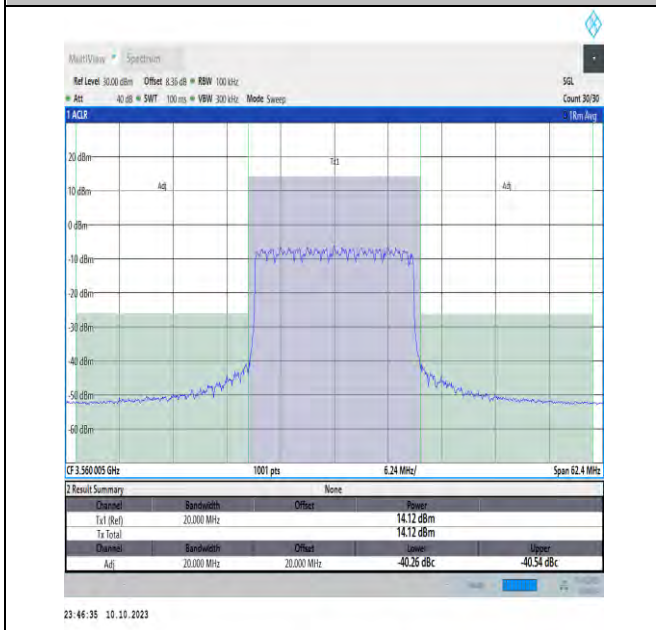 MultiView Spectrum
Ref Level 30.00 dBm Offset 8.35 dB RBW 100 kHz SGL
Att 40 dB SWT 100 ms VBW 300 kHz Mode Sweep Count 30/30
1 ACLR 1Rm Avg
20 dBm
Tx1
10 dBm Adj Adj
0 dBm
-10 dBm
-20 dBm
-30 dBm
-40 dBm
-50 dBm
-60 dBm
CF 3.560 005 GHz 1001 pts 6.24 MHz/ Span 62.4 MHz
2 Result Summary None
Channel Bandwidth Offset Power
Tx1 (Ref) 20.000 MHz 14.12 dBm
Tx Total 14.12 dBm
Channel Bandwidth Offset Lower Upper
Adj 20.000 MHz 20.000 MHz -40.26 dBc -40.54 dBc
23:46:35 10.10.2023